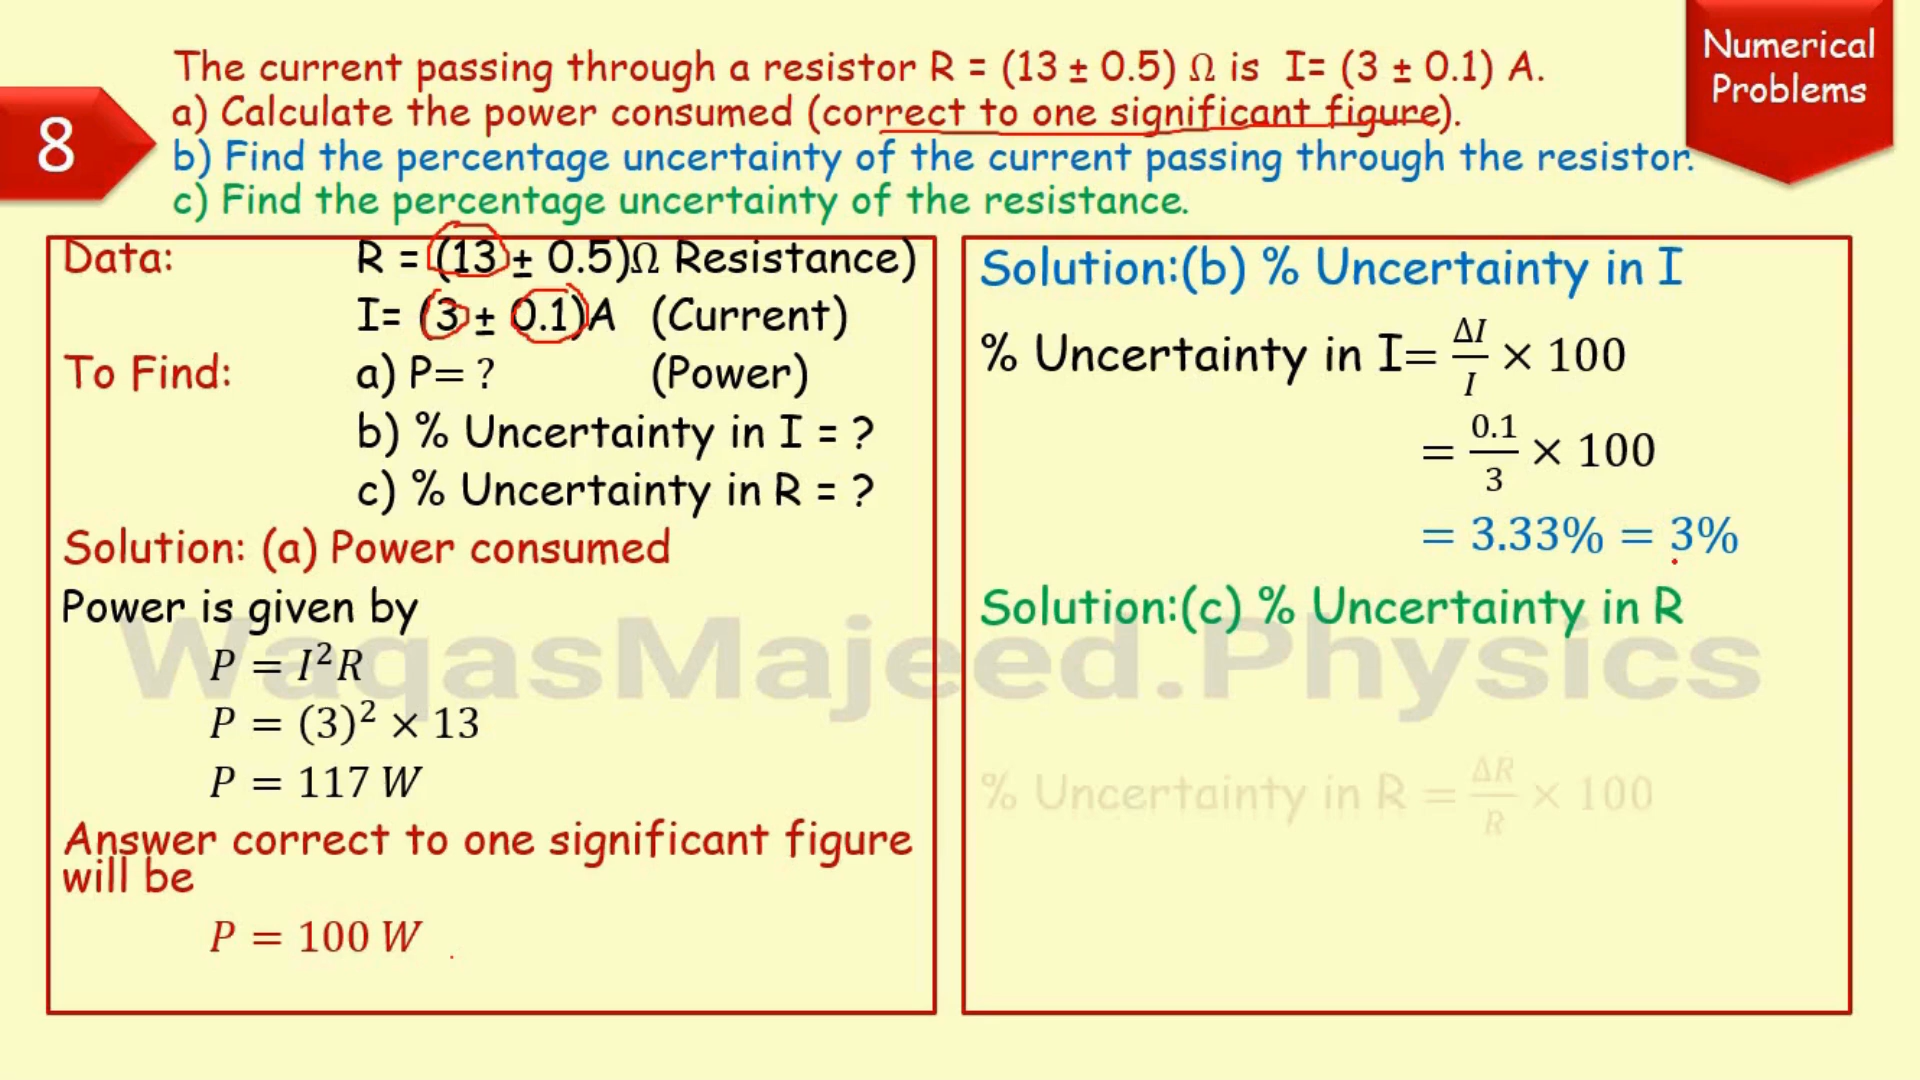 Numerical
Problems
8
The current passing through a resistor R = (13 ± 0.5) Ω is I= (3 ± 0.1) A.
a) Calculate the power consumed (correct to one significant figure).
b) Find the percentage uncertainty of the current passing through the resistor.
c) Find the percentage uncertainty of the resistance.
Data: R = (13 ± 0.5)Ω Resistance)
I= (3 ± 0.1)A (Current)
To Find: a) P= ? (Power)
b) % Uncertainty in I = ?
c) % Uncertainty in R = ?
Solution: (a) Power consumed
Power is given by
P = I²R
P = (3)² × 13
P = 117 W
Answer correct to one significant figure
will be
P = 100 W
Solution:(b) % Uncertainty in I
% Uncertainty in I= ΔI/I × 100
= 0.1/3 × 100
= 3.33% = 3%
Solution:(c) % Uncertainty in R
% Uncertainty in R = ΔR/R × 100
WaqasMajeed.Physics